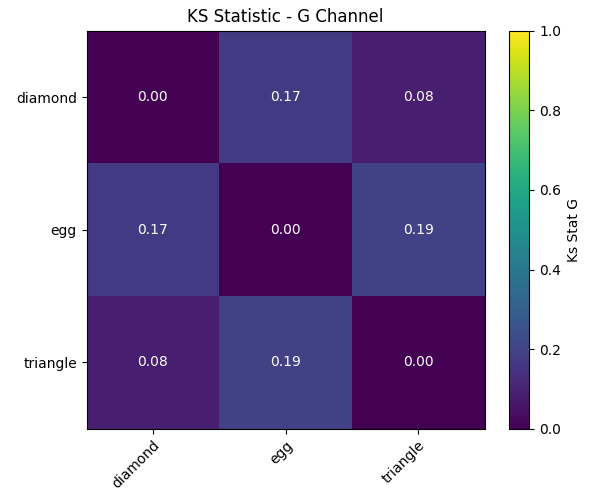 KS Statistic - G Channel
diamond
egg
triangle
0.00 0.17 0.08
0.17 0.00 0.19
0.08 0.19 0.00
diamond
egg
triangle
1.0
0.8
0.6
0.4
0.2
0.0
Ks Stat G